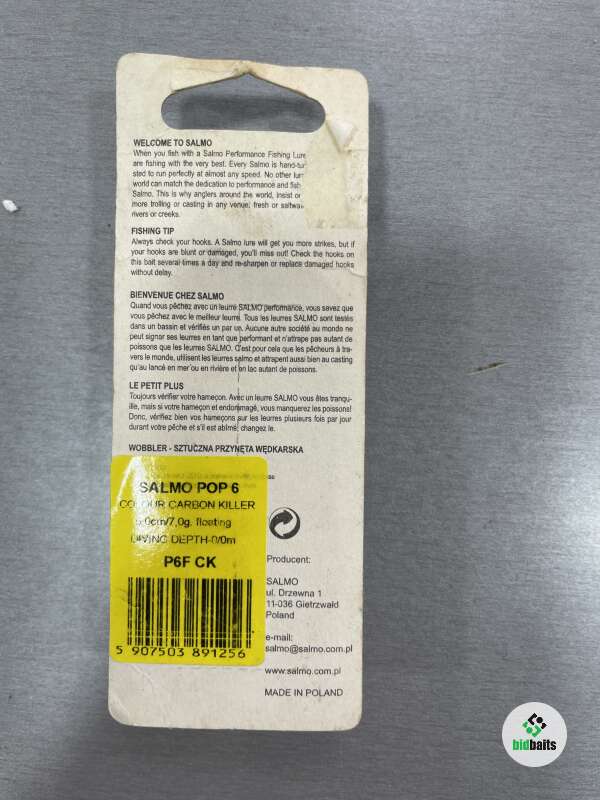 WELCOME TO SALMO
When you fish with a Salmo Performance Fishing Lure
are fishing with the very best. Every Salmo is hand-tu
sted to run perfectly at almost any speed. No other lur
world can match the dedication to performance and fish
Salmo. This is why anglers around the world, insist on
more trolling or casting in any venue; fresh or saltwa
rivers or creeks.
FISHING TIP
Always check your hooks. A Salmo lure will get you more strikes, but if
your hooks are blunt or damaged, you'll miss out! Check the hooks on
this bait several times a day and re-sharpen or replace damaged hooks
without delay.
BIENVENUE CHEZ SALMO
Quand vous pêchez avec un leurre SALMO performance, vous savez que
vous pêchez avec le meilleur leurre. Tous les leurres SALMO sont testés
dans un bassin et vérifiés un par un. Aucune autre société au monde ne
peut signer ses leurres en tant que performant et n'attrape pas autant de
poissons que les leurres SALMO. C'est pour cela que les pêcheurs à tra-
vers le monde, utilisent les leurres salmo et attrapent aussi bien au casting
qu'au lancé en mer ou en rivière et en lac autant de poissons.
LE PETIT PLUS
Toujours vérifier votre hameçon. Avec un leurre SALMO vous êtes tranqu-
ille, mais si votre hameçon et endommagé, vous manquerez les poissons!
Donc, vérifiez bien vos hameçons sur les leurres plusieurs fois par jour
durant votre pêche et s'il est abîmé, changez le.
WOBBLER - SZTUCZNA PRZYNĘTA WĘDKARSKA
SALMO POP 6
COLOUR CARBON KILLER
6,0cm/7,0g. floating
DIVING DEPTH-0/0m
P6F CK
5 907503 891256
Producent:
SALMO
ul. Drzewna 1
11-036 Gietrzwałd
Poland
e-mail:
salmo@salmo.com.pl
www.salmo.com.pl
MADE IN POLAND
bidbaits